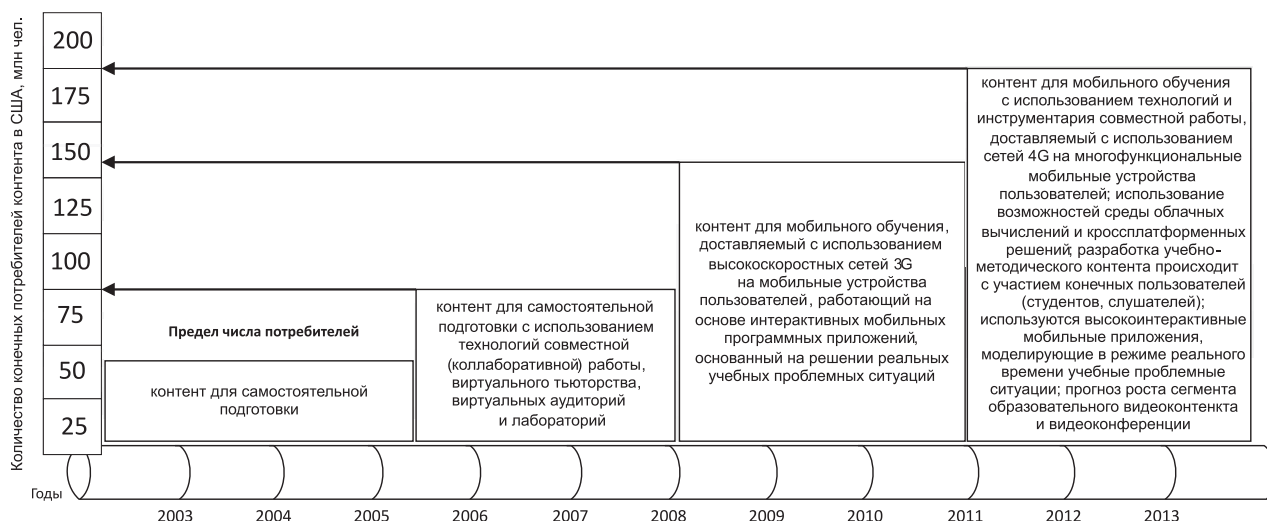 Количество конечных потребителей контента в США, млн чел.
200
175
150
125
100
75
50
25
Предел числа потребителей
контент для самостоятельной
подготовки
контент для самостоятельной
подготовки с использованием
технологий совместной
(коллаборативной) работы,
виртуального тьюторства,
виртуальных аудиторий
и лабораторий
контент для мобильного обучения,
доставляемый с использованием
высокоскоростных сетей 3G
на мобильные устройства
пользователей, работающий на
основе интерактивных мобильных
программных приложений,
основанный на решении реальных
учебных проблемных ситуаций
контент для мобильного обучения
с использованием технологий и
инструментария совместной работы,
доставляемый с использованием
сетей 4G на многофункциональные
мобильные устройства
пользователей; использование
возможностей среды облачных
вычислений и кроссплатформенных
решений; разработка учебно-
методического контента происходит
с участием конечных пользователей
(студентов, слушателей);
используются высокоинтерактивные
мобильные приложения,
моделирующие в режиме реального
времени учебные проблемные
ситуации; прогноз роста сегмента
образовательного видеоконтенкта
и видеоконференции
Годы
2003 2004 2005 2006 2007 2008 2009 2010 2011 2012 2013